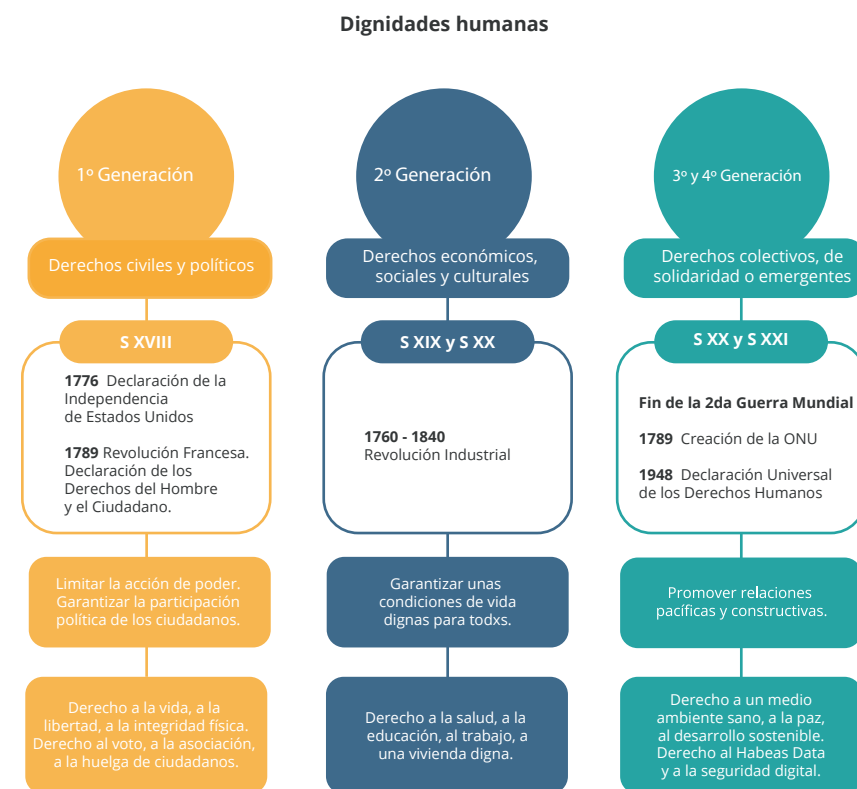 Dignidades humanas
1º Generación
Derechos civiles y políticos
S XVIII
1776 Declaración de la
Independencia
de Estados Unidos
1789 Revolución Francesa.
Declaración de los
Derechos del Hombre
y el Ciudadano.
Limitar la acción de poder.
Garantizar la participación
política de los ciudadanos.
Derecho a la vida, a la
libertad, a la integridad física.
Derecho al voto, a la asociación,
a la huelga de ciudadanos.
2º Generación
Derechos económicos,
sociales y culturales
S XIX y S XX
1760 - 1840
Revolución Industrial
Garantizar unas
condiciones de vida
dignas para todxs.
Derecho a la salud, a la
educación, al trabajo, a
una vivienda digna.
3º y 4º Generación
Derechos colectivos, de
solidaridad o emergentes
S XX y S XXI
Fin de la 2da Guerra Mundial
1789 Creación de la ONU
1948 Declaración Universal
de los Derechos Humanos
Promover relaciones
pacíficas y constructivas.
Derecho a un medio
ambiente sano, a la paz,
al desarrollo sostenible.
Derecho al Habeas Data
y a la seguridad digital.